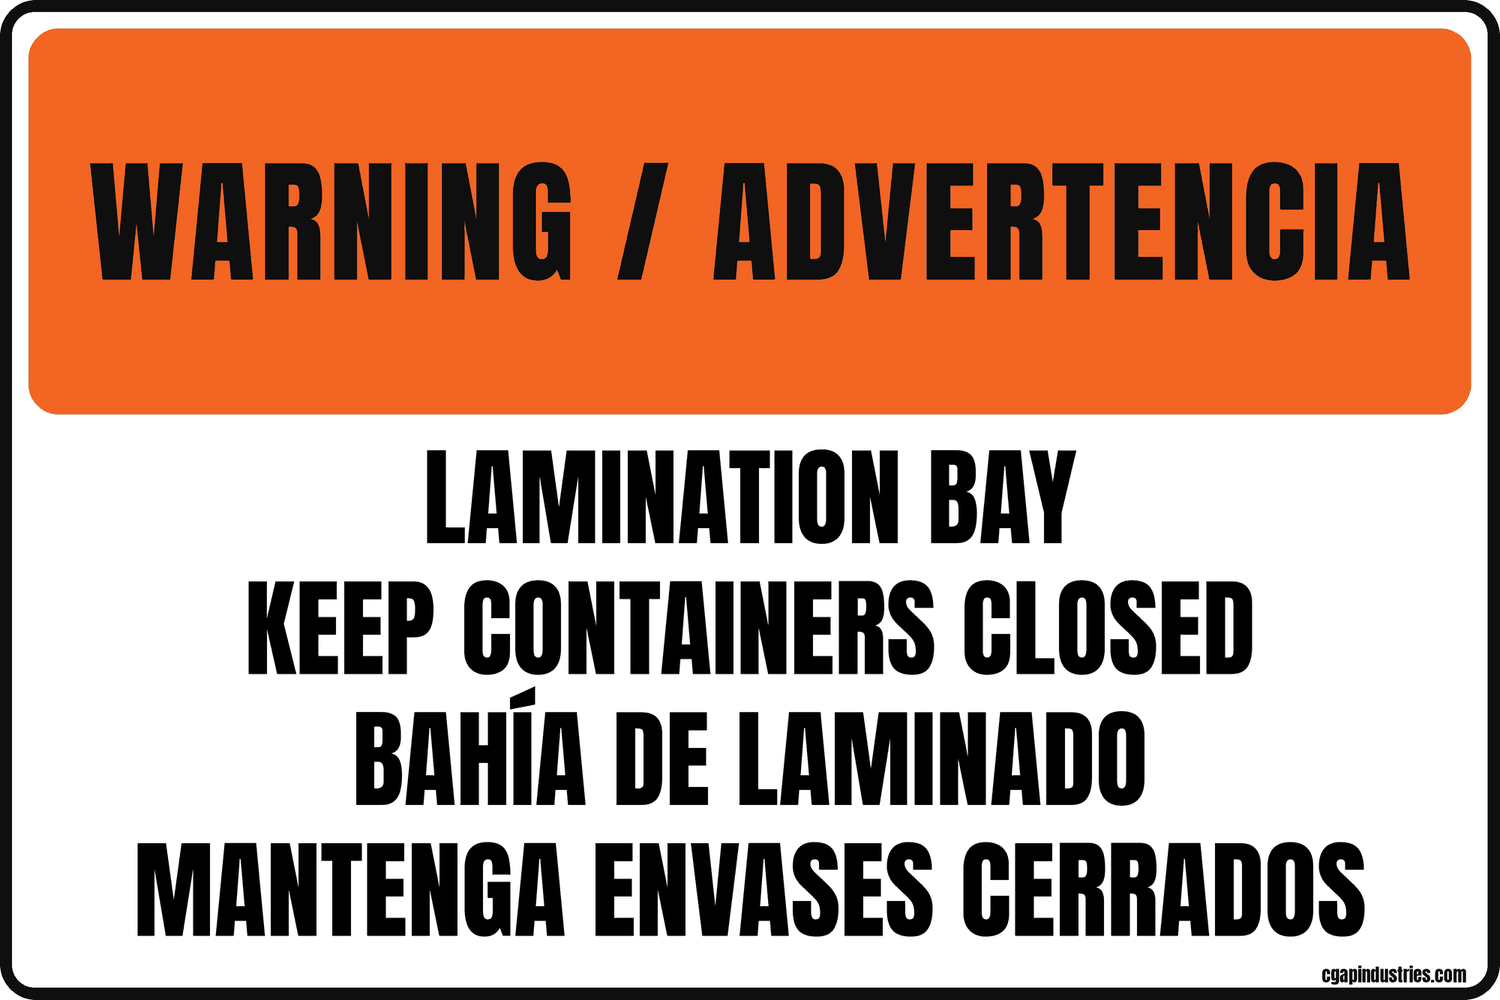 WARNING / ADVERTENCIA
LAMINATION BAY
KEEP CONTAINERS CLOSED
BAHÍA DE LAMINADO
MANTENGA ENVASES CERRADOS
cgapindustries.com